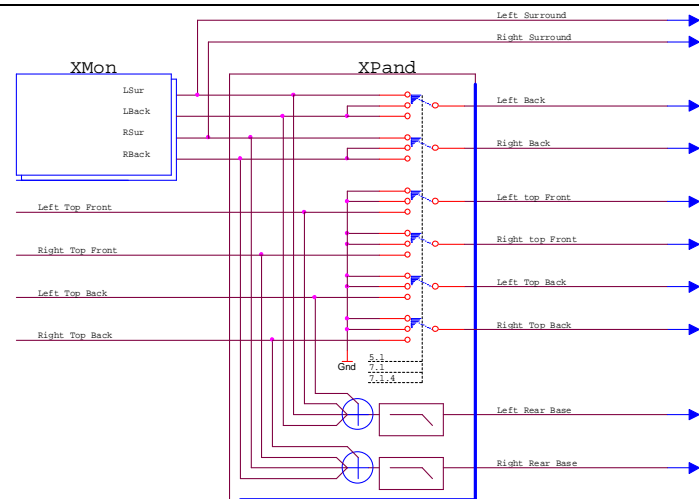 Left Surround
Right Surround
XMon
XPand
LSur
LBack
RSur
RBack
Left Back
Right Back
Left Top Front
Left top Front
Right Top Front
Right top Front
Left Top Back
Left Top Back
Right Top Back
Right Top Back
Gnd
5.1
7.1
7.1.4
Left Rear Base
Right Rear Base